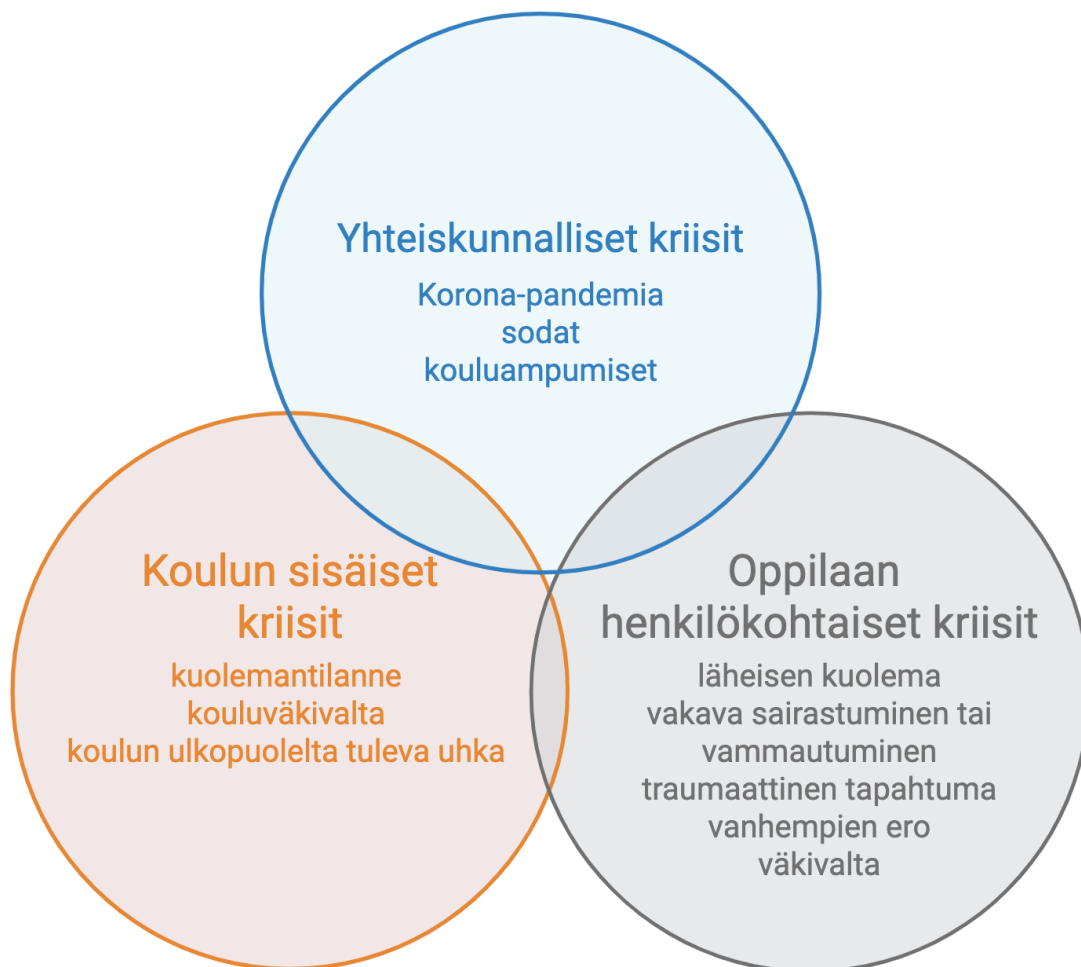 Yhteiskunnalliset kriisit
Korona-pandemia
sodat
kouluampumiset
Koulun sisäiset
kriisit
kuolemantilanne
kouluväkivalta
koulun ulkopuolelta tuleva uhka
Oppilaan
henkilökohtaiset kriisit
läheisen kuolema
vakava sairastuminen tai
vammautuminen
traumaattinen tapahtuma
vanhempien ero
väkivalta